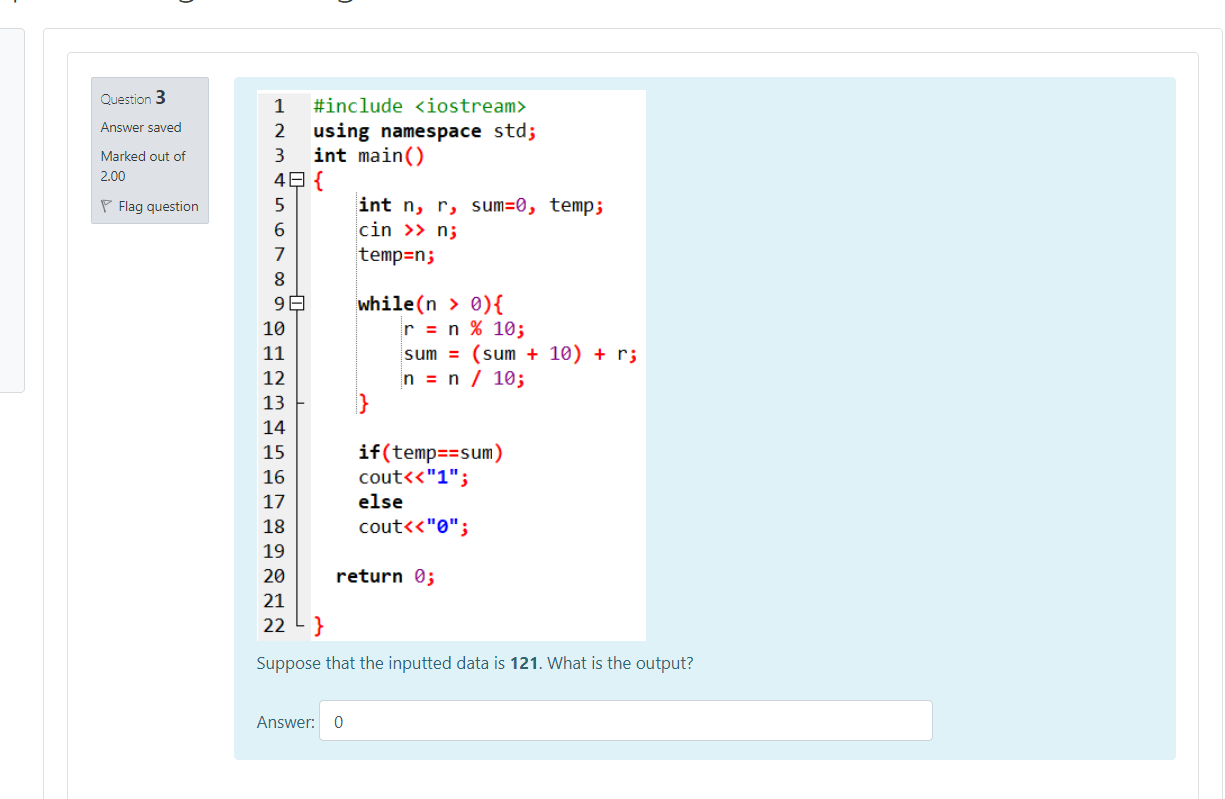 Question 3
Answer saved
Marked out of
2.00
Flag question
1 #include <iostream>
2 using namespace std;
3 int main()
4 {
5 int n, r, sum=0, temp;
6 cin >> n;
7 temp=n;
8
9 while(n > 0){
10 r = n % 10;
11 sum = (sum + 10) + r;
12 n = n / 10;
13 }
14
15 if(temp==sum)
16 cout<<"1";
17 else
18 cout<<"0";
19
20 return 0;
21
22 }
Suppose that the inputted data is 121. What is the output?
Answer: 0